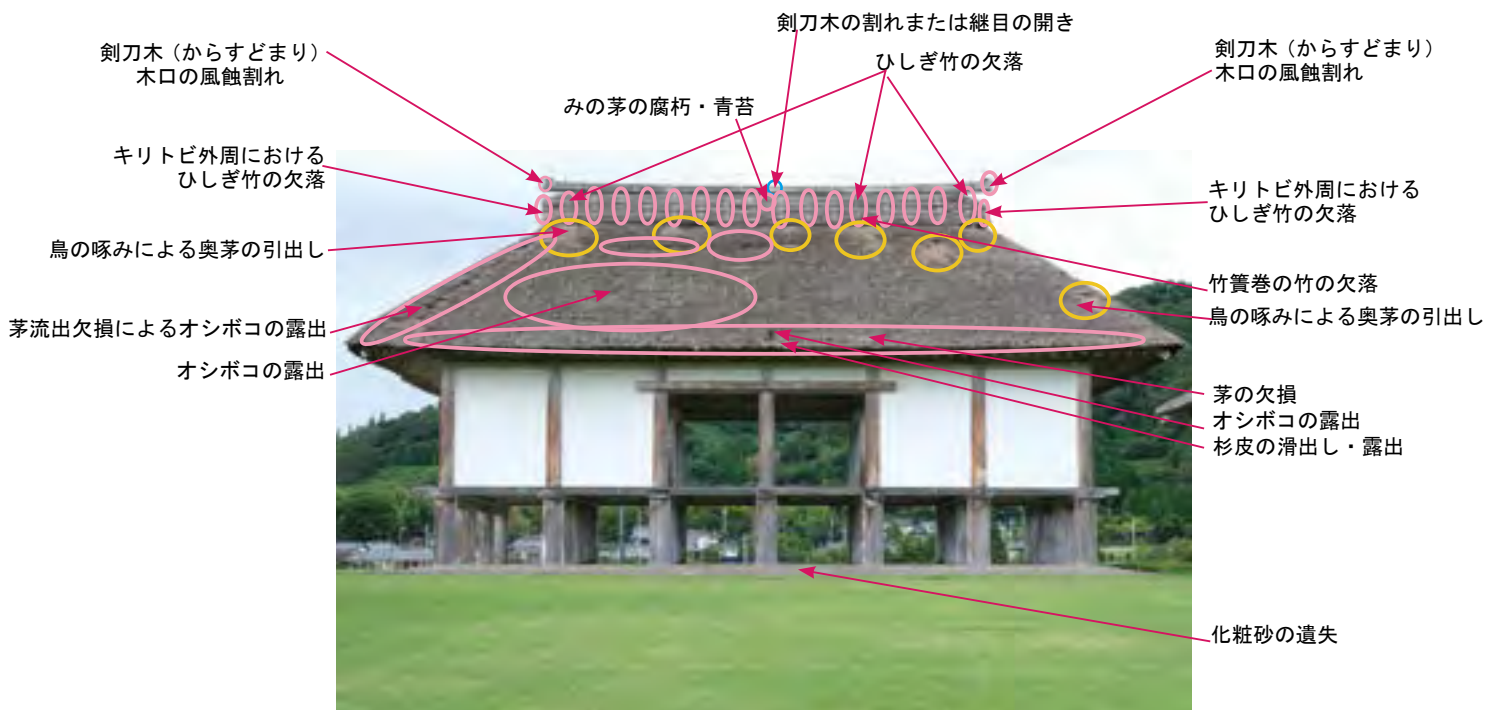 剣刀木の割れまたは継目の開き
剣刀木（からすどまり）
木口の風蝕割れ
ひしぎ竹の欠落
剣刀木（からすどまり）
木口の風蝕割れ
みの茅の腐朽・青苔
キリトビ外周における
ひしぎ竹の欠落
キリトビ外周における
ひしぎ竹の欠落
鳥の啄みによる奥茅の引出し
竹簀巻の竹の欠落
鳥の啄みによる奥茅の引出し
茅流出欠損によるオシボコの露出
オシボコの露出
茅の欠損
オシボコの露出
杉皮の滑出し・露出
化粧砂の遺失